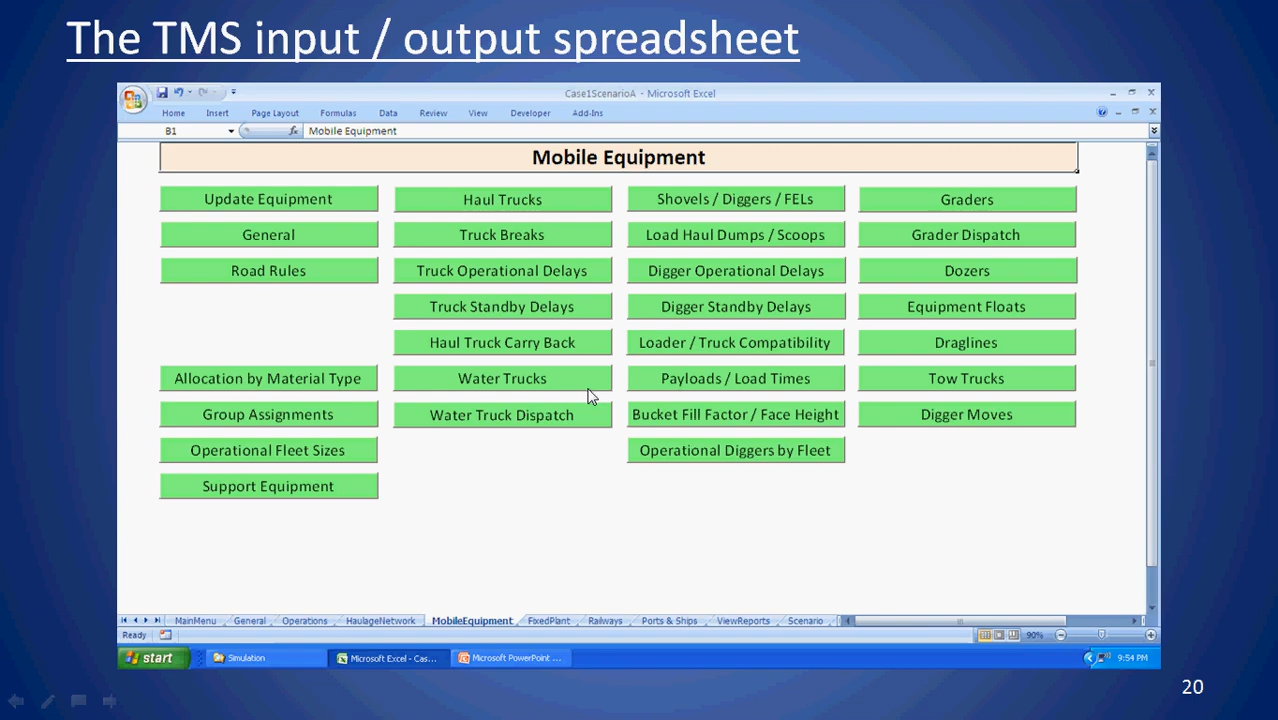 The TMS input / output spreadsheet
Case1ScenarioA - Microsoft Excel
Home Insert Page Layout Formulas Data Review View Developer Add-Ins
B1 fx Mobile Equipment
Mobile Equipment
Update Equipment Haul Trucks Shovels / Diggers / FELs Graders
General Truck Breaks Load Haul Dumps / Scoops Grader Dispatch
Road Rules Truck Operational Delays Digger Operational Delays Dozers
Truck Standby Delays Digger Standby Delays Equipment Floats
Haul Truck Carry Back Loader / Truck Compatibility Draglines
Allocation by Material Type Water Trucks Payloads / Load Times Tow Trucks
Group Assignments Water Truck Dispatch Bucket Fill Factor / Face Height Digger Moves
Operational Fleet Sizes Operational Diggers by Fleet
Support Equipment
MainMenu General Operations HaulageNetwork MobileEquipment FixedPlant Railways Ports & Ships ViewReports Scenario
Ready 90%
start Simulation Microsoft Excel - Cas... Microsoft PowerPoint ... 9:54 PM
20